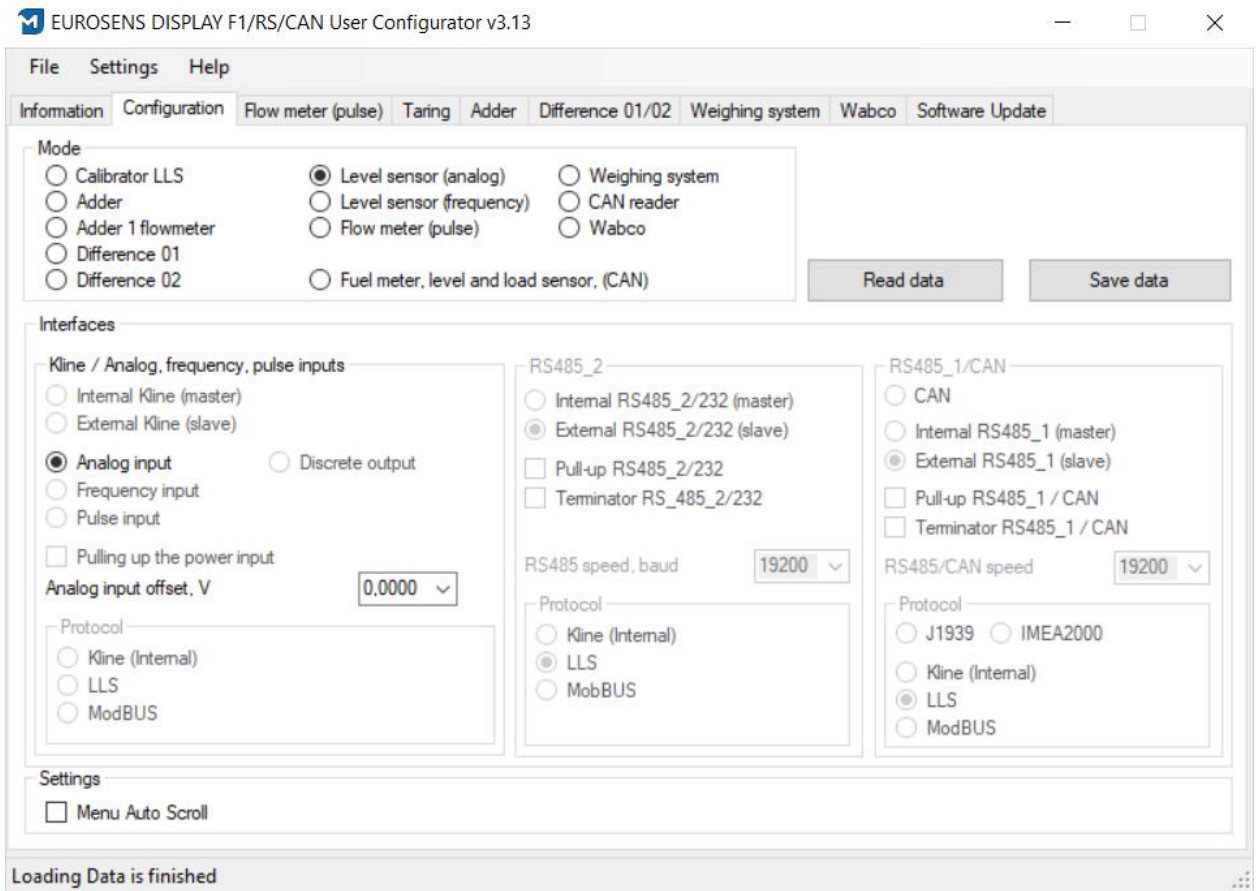 EUROSENS DISPLAY F1/RS/CAN User Configurator v3.13
File Settings Help
Information Configuration Flow meter (pulse) Taring Adder Difference 01/02 Weighing system Wabco Software Update
Mode
Calibrator LLS Level sensor (analog) Weighing system
Adder Level sensor (frequency) CAN reader
Adder 1 flowmeter Flow meter (pulse) Wabco
Difference 01
Difference 02 Fuel meter, level and load sensor, (CAN)
Read data Save data
Interfaces
Kline / Analog, frequency, pulse inputs
Internal Kline (master)
External Kline (slave)
Analog input Discrete output
Frequency input
Pulse input
Pulling up the power input
Analog input offset, V 0,0000
Protocol
Kline (Internal)
LLS
ModBUS
RS485_2
Internal RS485_2/232 (master)
External RS485_2/232 (slave)
Pull-up RS485_2/232
Terminator RS_485_2/232
RS485 speed, baud 19200
Protocol
Kline (Internal)
LLS
MobBUS
RS485_1/CAN
CAN
Internal RS485_1 (master)
External RS485_1 (slave)
Pull-up RS485_1 / CAN
Terminator RS485_1 / CAN
RS485/CAN speed 19200
Protocol
J1939 IMEA2000
Kline (Internal)
LLS
ModBUS
Settings
Menu Auto Scroll
Loading Data is finished